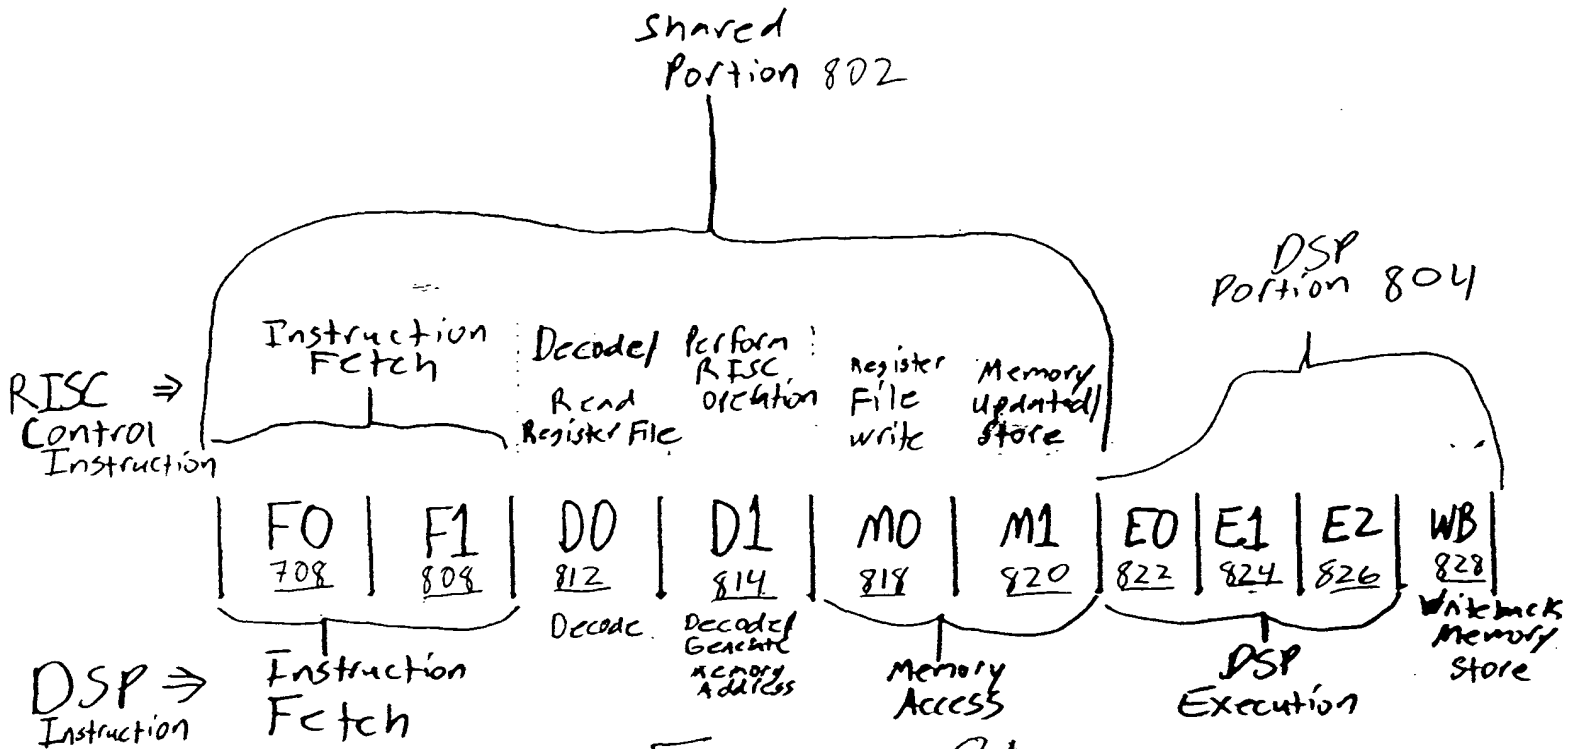 Shared
Portion 802
DSP
Portion 804
RISC ⇒
Control
Instruction
Instruction
Fetch
Decode/
Read
Register File
Perform
RISC
Operation
Register
File
write
Memory
Updated/
Store
F0
708
F1
808
D0
812
D1
814
M0
818
M1
820
E0
822
E1
824
E2
826
WB
828
DSP ⇒
Instruction
Instruction
Fetch
Decode
Decode/
Generate
Memory
Address
Memory
Access
DSP
Execution
Writeback
Memory
Store